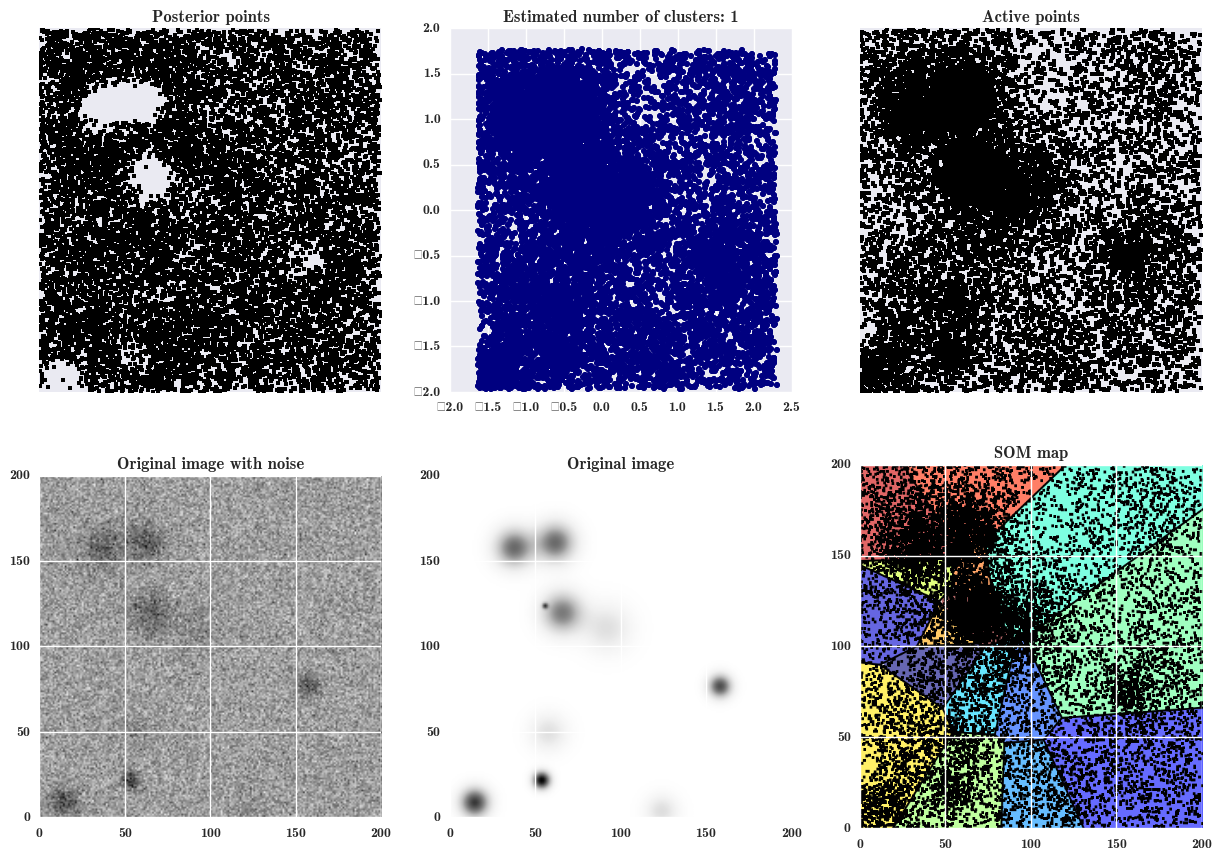 Posterior points
Estimated number of clusters: 1
Active points
2.0
1.5
1.0
0.5
0.0
□0.5
□1.0
□1.5
□2.0
□2.0 □1.5 □1.0 □0.5 0.0 0.5 1.0 1.5 2.0 2.5
Original image with noise
Original image
SOM map
200
150
100
50
0
0 50 100 150 200
200
150
100
50
0
0 50 100 150 200
200
150
100
50
0
0 50 100 150 200